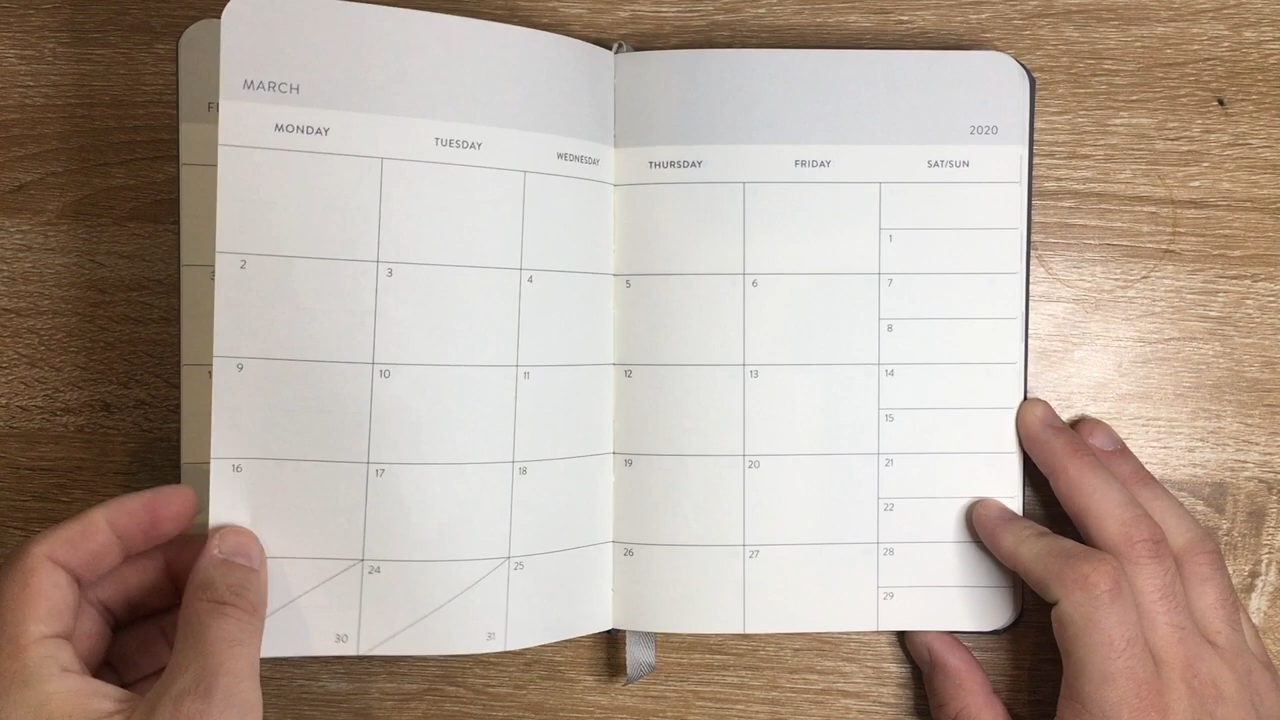 MARCH
2020
MONDAY TUESDAY WEDNESDAY THURSDAY FRIDAY SAT/SUN
1
2 3 4 5 6 7
8
9 10 11 12 13 14
15
16 17 18 19 20 21
22
24 25 26 27 28
29
30 31